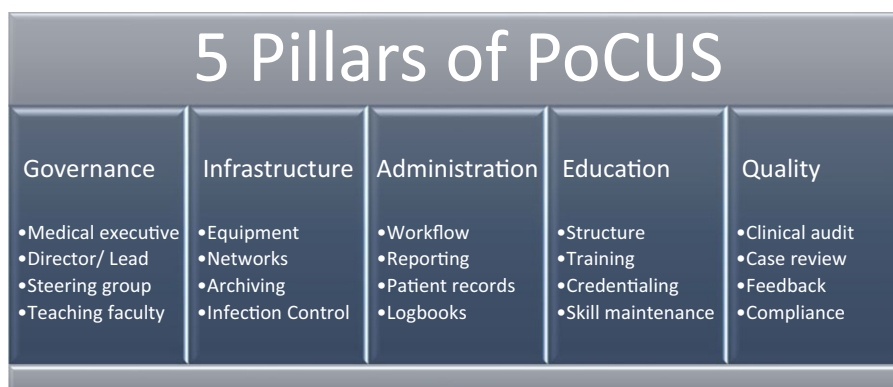 5 Pillars of PoCUS
Governance
•Medical executive
•Director/ Lead
•Steering group
•Teaching faculty
Infrastructure
•Equipment
•Networks
•Archiving
•Infection Control
Administration
•Workflow
•Reporting
•Patient records
•Logbooks
Education
•Structure
•Training
•Credentialing
•Skill maintenance
Quality
•Clinical audit
•Case review
•Feedback
•Compliance